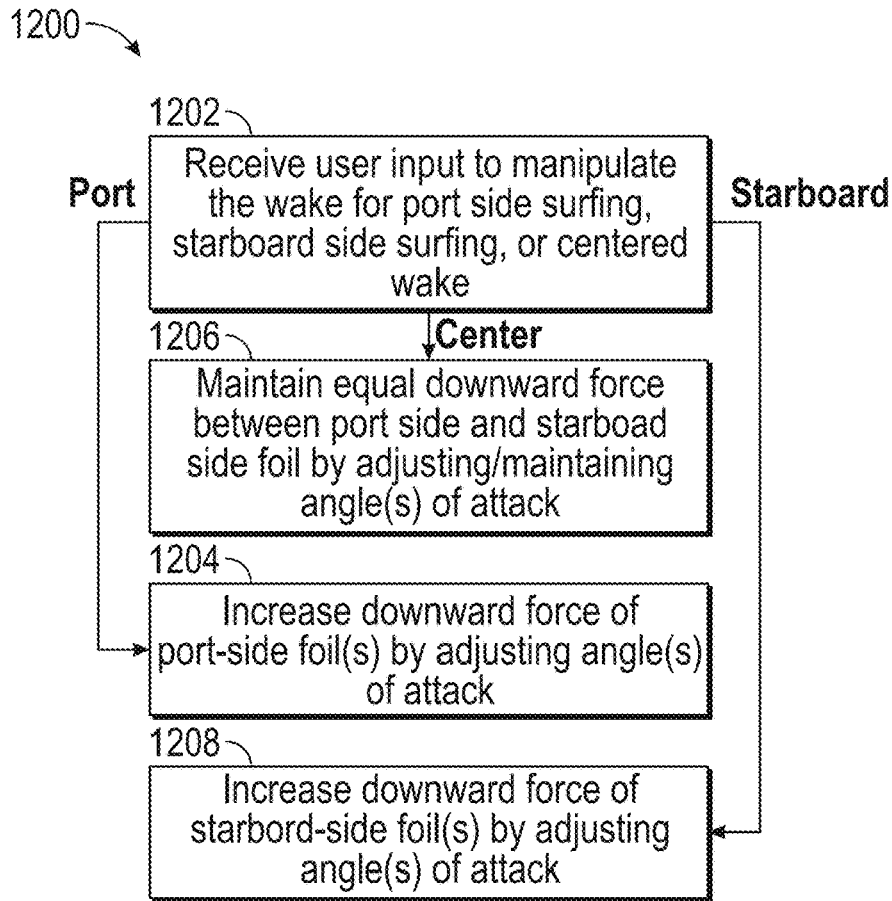 1200
1202
Receive user input to manipulate
the wake for port side surfing,
starboard side surfing, or centered
wake
Port
Starboard
Center
1206
Maintain equal downward force
between port side and starboad
side foil by adjusting/maintaining
angle(s) of attack
1204
Increase downward force of
port-side foil(s) by adjusting angle(s)
of attack
1208
Increase downward force of
starbord-side foil(s) by adjusting
angle(s) of attack